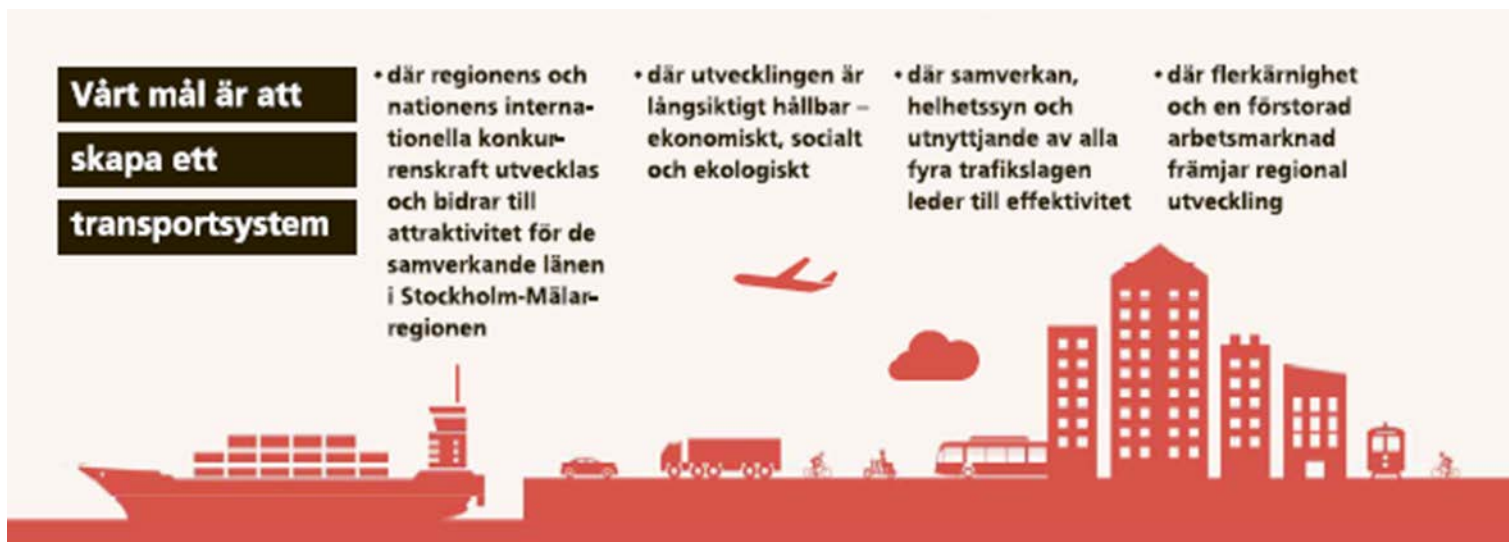 Vårt mål är att
skapa ett
transportsystem
• där regionens och
nationens interna-
tionella konkur-
renskraft utvecklas
och bidrar till
attraktivitet för de
samverkande länen
i Stockholm-Mälar-
regionen
• där utvecklingen är
långsiktigt hållbar –
ekonomiskt, socialt
och ekologiskt
• där samverkan,
helhetssyn och
utnyttjande av alla
fyra trafikslagen
leder till effektivitet
• där flerkärnighet
och en förstorad
arbetsmarknad
främjar regional
utveckling